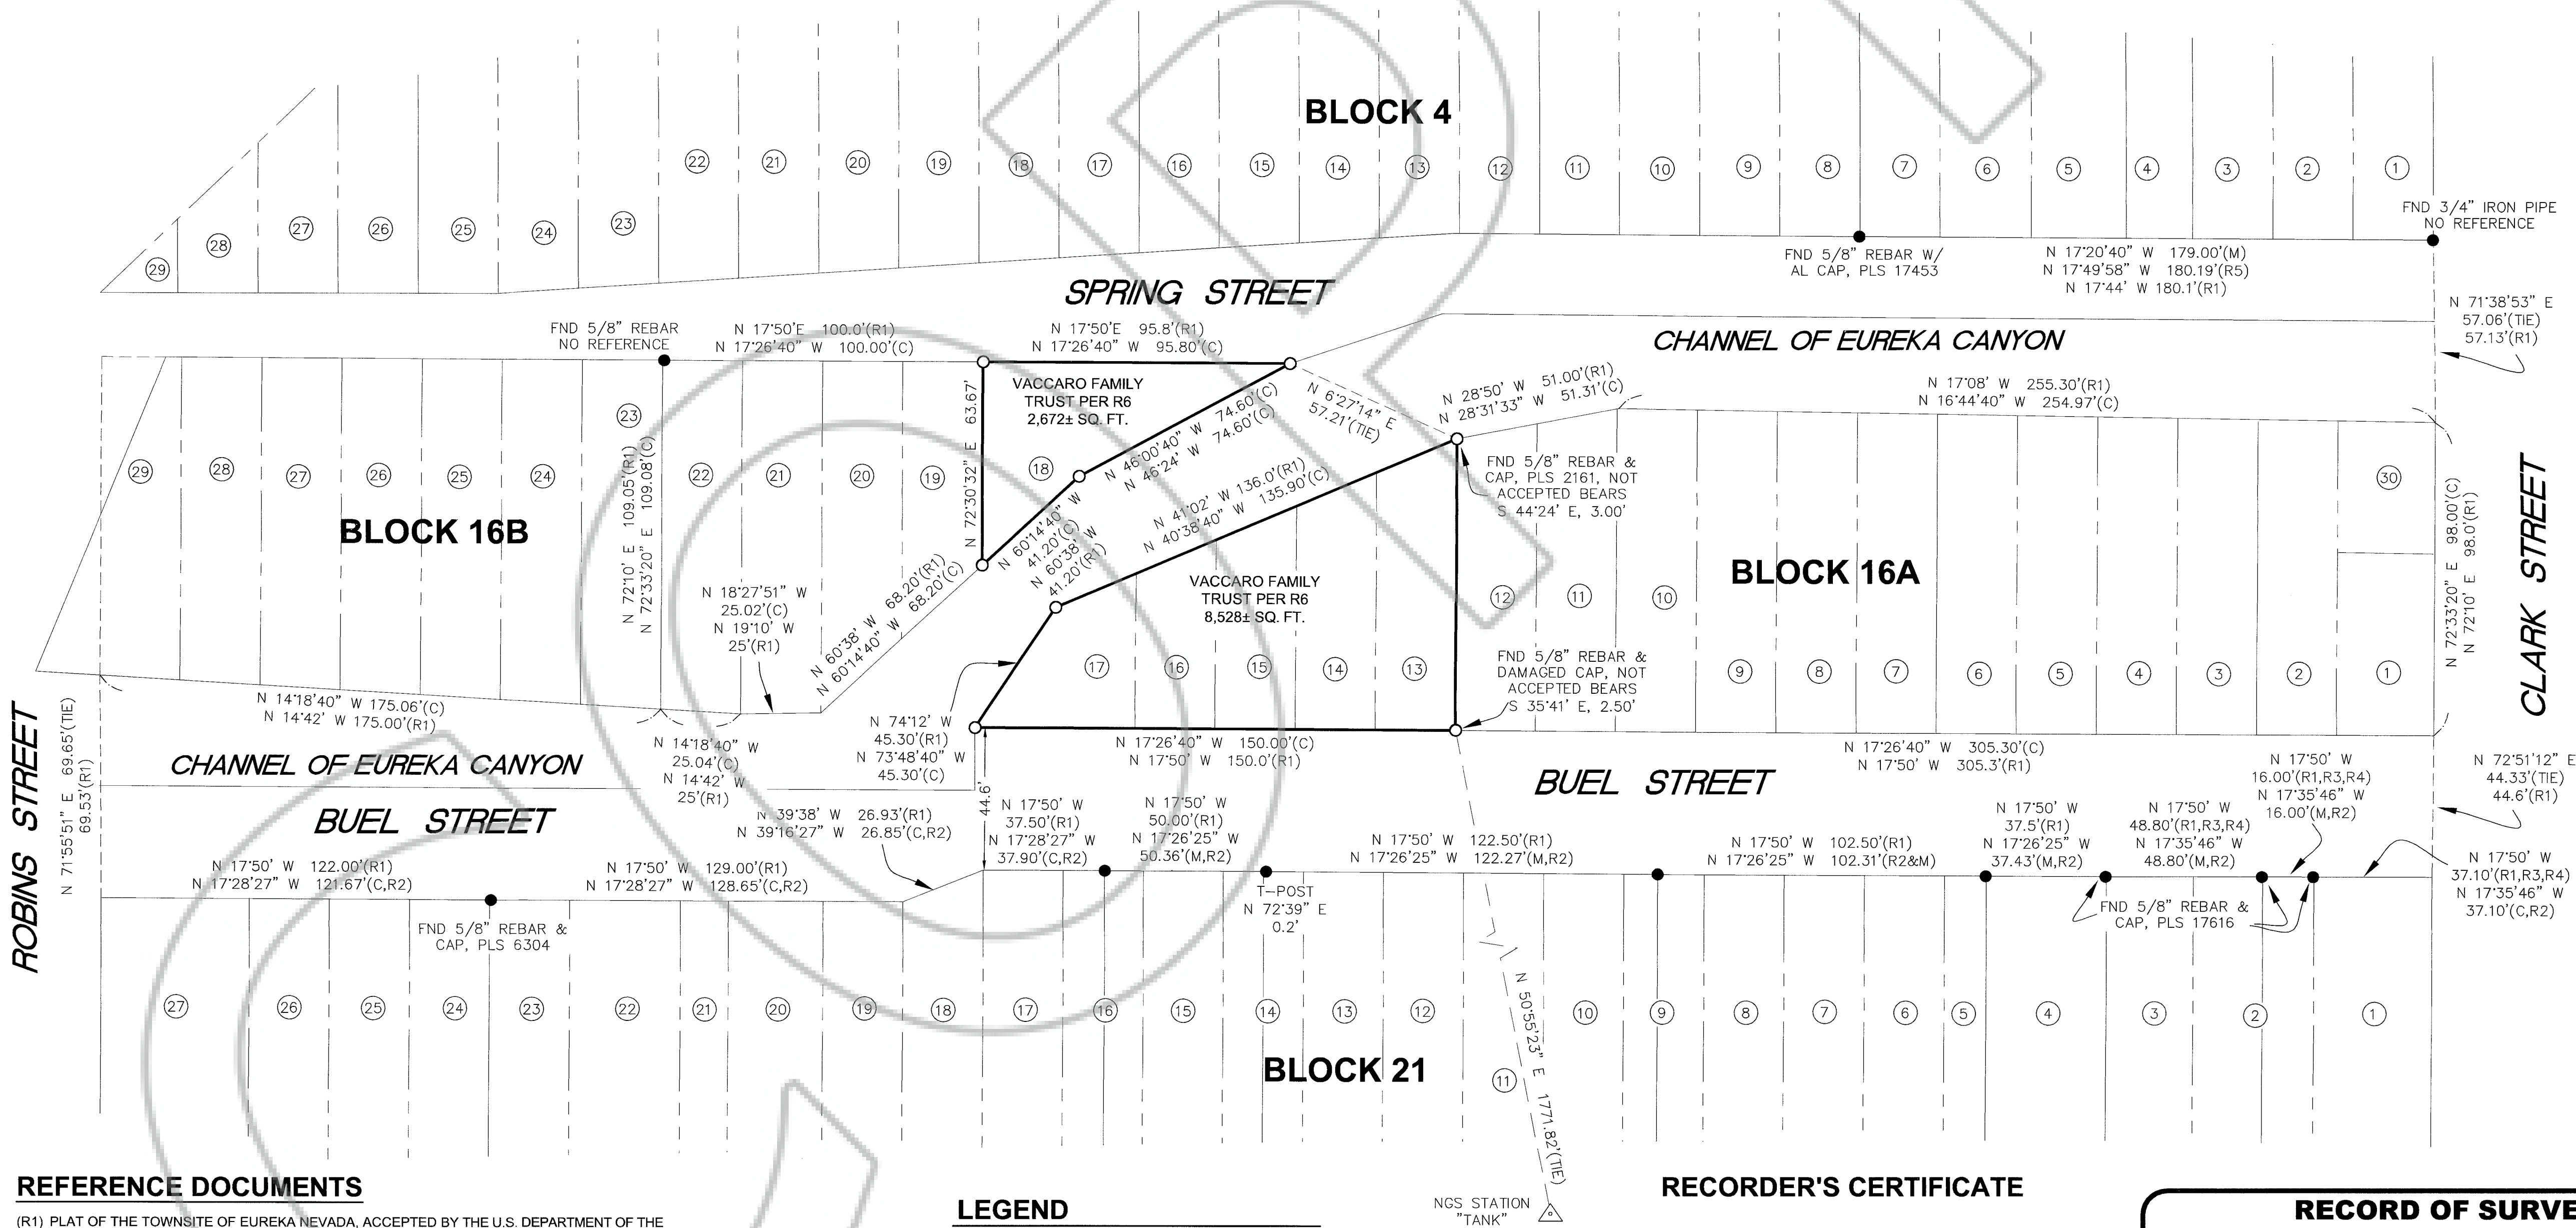 BLOCK 4
22
21
20
19
18
17
16
15
14
13
12
11
10
9
8
7
6
5
4
3
2
1
29
28
27
26
25
24
23
FND 3/4" IRON PIPE
NO REFERENCE
FND 5/8" REBAR W/
AL CAP, PLS 17453
N 17°20'40" W 179.00'(M)
N 17°49'58" W 180.19'(R5)
N 17°44' W 180.1'(R1)
SPRING STREET
N 71°38'53" E
57.06'(TIE)
57.13'(R1)
FND 5/8" REBAR
NO REFERENCE
N 17°50'E 100.0'(R1)
N 17°26'40" W 100.00'(C)
N 17°50'E 95.8'(R1)
N 17°26'40" W 95.80'(C)
CHANNEL OF EUREKA CANYON
VACCARO FAMILY
TRUST PER R6
2,672± SQ. FT.
N 72°30'32" E 63.67'
N 6°27'14" E
57.21'(TIE)
N 28°50' W 51.00'(R1)
N 28°31'33" W 51.31'(C)
N 17°08' W 255.30'(R1)
N 16°44'40" W 254.97'(C)
N 46°00'40" W 74.60'(C)
N 46°24' W 74.60'(C)
N 41°02' W 136.0'(R1)
N 40°38'40" W 135.90'(C)
N 60°14'40" W
41.20'(C)
N 60°38' W
41.20'(R1)
FND 5/8" REBAR &
CAP, PLS 2161, NOT
ACCEPTED BEARS
S 44°24' E, 3.00'
29
28
27
26
25
24
23
22
21
20
19
18
N 72°10' E 109.05'(R1)
N 72°33'20" E 109.08'(C)
BLOCK 16B
N 18°27'51" W
25.02'(C)
N 19°10' W
25'(R1)
N 60°38' W 68.20'(R1)
N 60°14'40" W 68.20'(C)
VACCARO FAMILY
TRUST PER R6
8,528± SQ. FT.
17
16
15
14
13
12
11
10
BLOCK 16A
9
8
7
6
5
4
3
2
1
30
N 72°33'20" E 98.00'(C)
N 72°10' E 98.0'(R1)
CLARK STREET
FND 5/8" REBAR &
DAMAGED CAP, NOT
ACCEPTED BEARS
S 35°41' E, 2.50'
N 14°18'40" W 175.06'(C)
N 14°42' W 175.00'(R1)
ROBINS STREET
N 71°55'51" E 69.65'(TIE)
69.53'(R1)
CHANNEL OF EUREKA CANYON
N 14°18'40" W
25.04'(C)
N 14°42' W
25'(R1)
N 74°12' W
45.30'(R1)
N 73°48'40" W
45.30'(C)
N 17°26'40" W 150.00'(C)
N 17°50' W 150.0'(R1)
N 17°26'40" W 305.30'(C)
N 17°50' W 305.3'(R1)
BUEL STREET
BUEL STREET
44.6'
N 39°38' W 26.93'(R1)
N 39°16'27" W 26.85'(C,R2)
N 17°50' W 122.00'(R1)
N 17°28'27" W 121.67'(C,R2)
N 17°50' W 129.00'(R1)
N 17°28'27" W 128.65'(C,R2)
N 17°50' W
37.50'(R1)
N 17°28'27" W
37.90'(C,R2)
N 17°50' W
50.00'(R1)
N 17°26'25" W
50.36'(M,R2)
N 17°50' W 122.50'(R1)
N 17°26'25" W 122.27'(M,R2)
N 17°50' W 102.50'(R1)
N 17°26'25" W 102.31'(R2&M)
N 17°50' W
37.5'(R1)
N 17°26'25" W
37.43'(M,R2)
N 17°50' W
48.80'(R1,R3,R4)
N 17°35'46" W
48.80'(M,R2)
N 17°50' W
16.00'(R1,R3,R4)
N 17°35'46" W
16.00'(M,R2)
N 72°51'12" E
44.33'(TIE)
44.6'(R1)
N 17°50' W
37.10'(R1,R3,R4)
N 17°35'46" W
37.10'(C,R2)
FND 5/8" REBAR &
CAP, PLS 6304
T-POST
N 72°39" E
0.2'
FND 5/8" REBAR &
CAP, PLS 17616
27
26
25
24
23
22
21
20
19
18
17
16
15
14
13
12
11
10
9
8
7
6
5
4
3
2
1
BLOCK 21
N 50°55'23" E 1771.82'(TIE)
NGS STATION
"TANK"
REFERENCE DOCUMENTS
(R1) PLAT OF THE TOWNSITE OF EUREKA NEVADA, ACCEPTED BY THE U.S. DEPARTMENT OF THE
LEGEND
RECORDER'S CERTIFICATE
RECORD OF SURVE